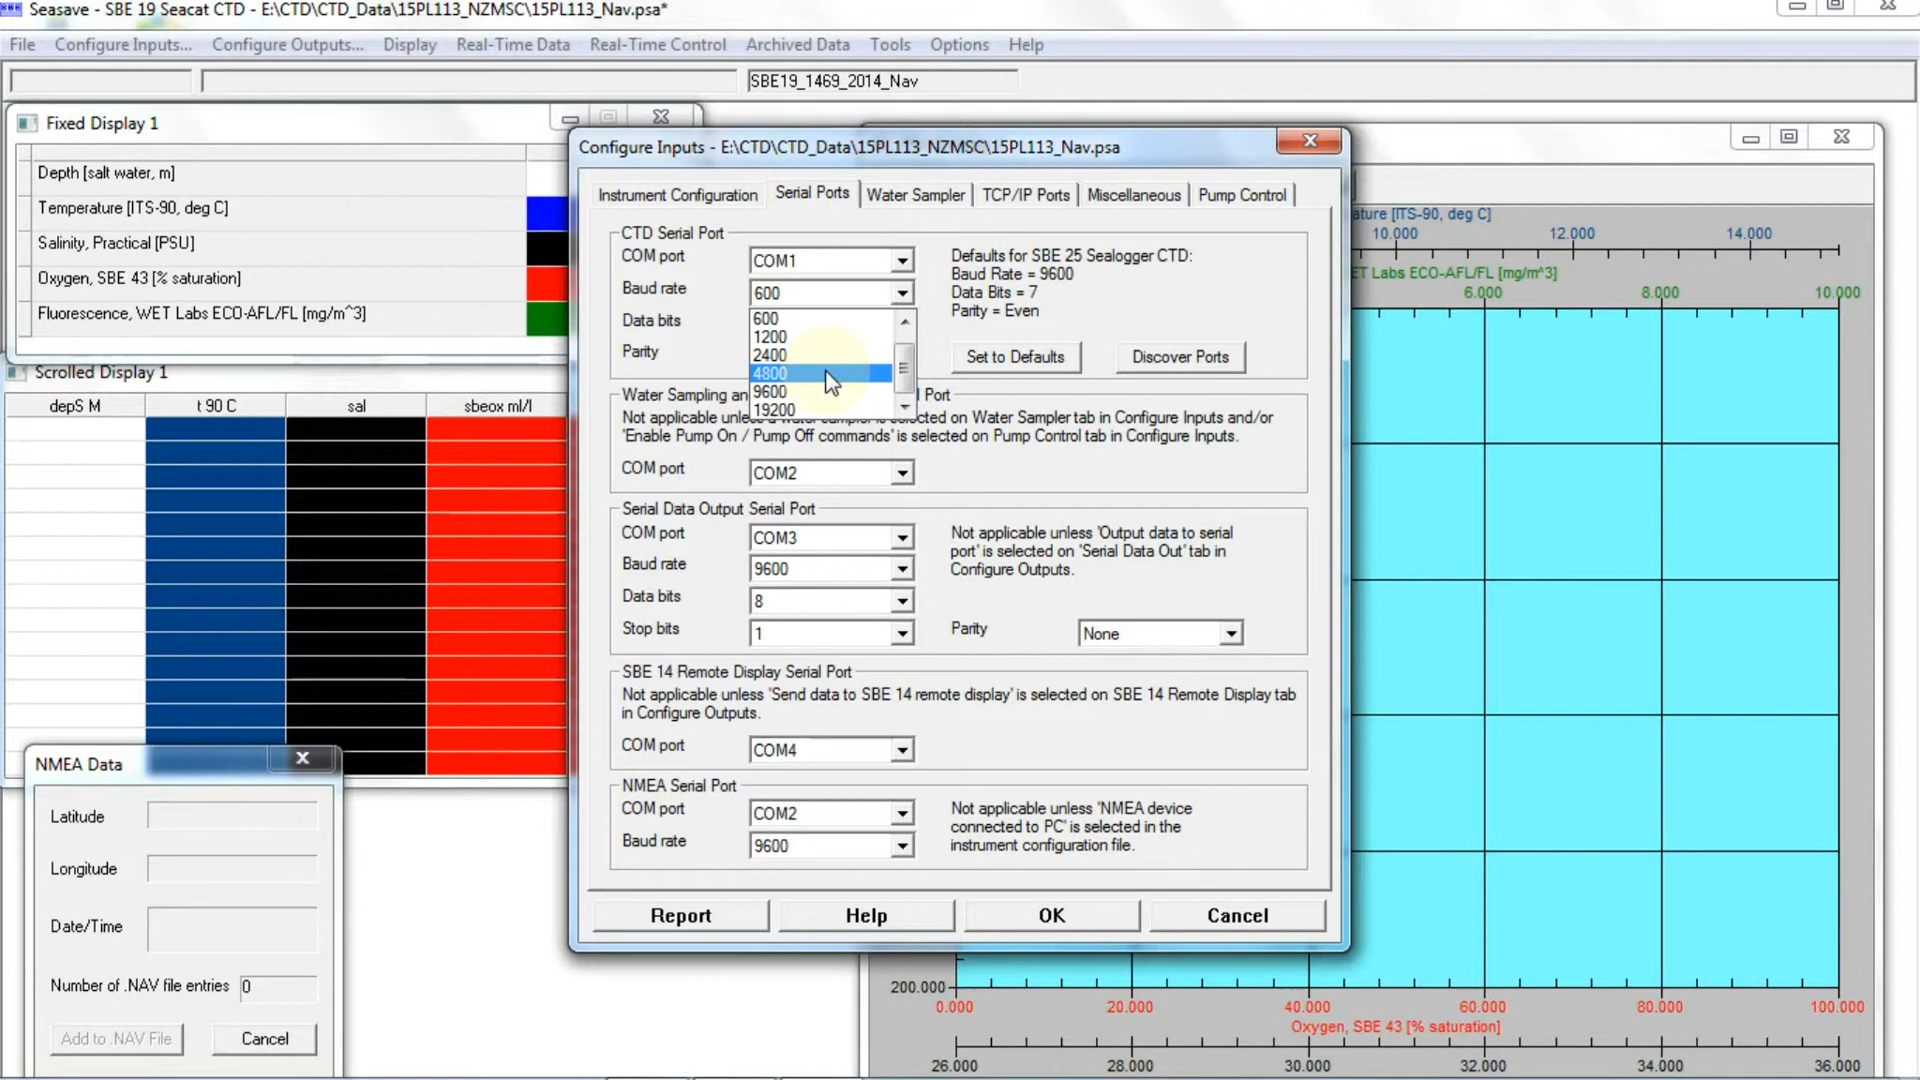 Seasave - SBE 19 Seacat CTD - E:\CTD\CTD_Data\15PL113_NZMSC\15PL113_Nav.psa*
File Configure Inputs... Configure Outputs... Display Real-Time Data Real-Time Control Archived Data Tools Options Help
SBE19_1469_2014_Nav
Fixed Display 1
Depth [salt water, m]
Temperature [ITS-90, deg C]
Salinity, Practical [PSU]
Oxygen, SBE 43 [% saturation]
Fluorescence, WET Labs ECO-AFL/FL [mg/m^3]
Scrolled Display 1
depS M t 90 C sal sbeox ml/l
NMEA Data
Latitude
Longitude
Date/Time
Number of .NAV file entries 0
Add to .NAV File Cancel
Configure Inputs - E:\CTD\CTD_Data\15PL113_NZMSC\15PL113_Nav.psa
Instrument Configuration Serial Ports Water Sampler TCP/IP Ports Miscellaneous Pump Control
CTD Serial Port
COM port COM1
Baud rate 600
Data bits
Parity
600
1200
2400
4800
9600
19200
Defaults for SBE 25 Sealogger CTD:
Baud Rate = 9600
Data Bits = 7
Parity = Even
Set to Defaults Discover Ports
Water Sampling an Port
Not applicable unless a water sampler is selected on Water Sampler tab in Configure Inputs and/or
'Enable Pump On / Pump Off commands' is selected on Pump Control tab in Configure Inputs.
COM port COM2
Serial Data Output Serial Port
COM port COM3
Baud rate 9600
Data bits 8
Stop bits 1
Not applicable unless 'Output data to serial
port' is selected on 'Serial Data Out' tab in
Configure Outputs.
Parity None
SBE 14 Remote Display Serial Port
Not applicable unless 'Send data to SBE 14 remote display' is selected on SBE 14 Remote Display tab
in Configure Outputs.
COM port COM4
NMEA Serial Port
COM port COM2
Baud rate 9600
Not applicable unless 'NMEA device
connected to PC' is selected in the
instrument configuration file.
Report Help OK Cancel
ature [ITS-90, deg C]
10.000 12.000 14.000
ET Labs ECO-AFL/FL [mg/m^3]
6.000 8.000 10.000
200.000
0.000 20.000 40.000 60.000 80.000 100.000
Oxygen, SBE 43 [% saturation]
26.000 28.000 30.000 32.000 34.000 36.000